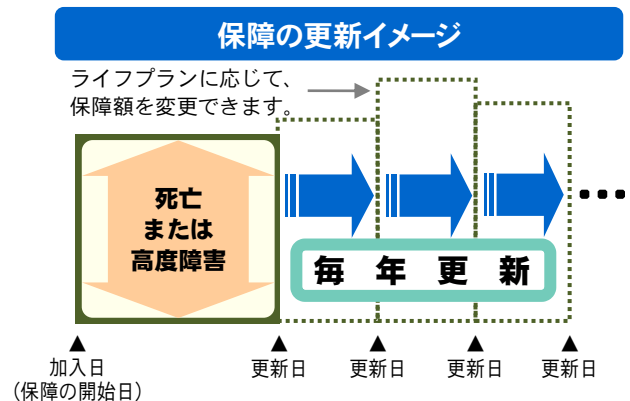 保障の更新イメージ
ライフプランに応じて、
保障額を変更できます。
死亡
または
高度障害
毎年更新
▲ ▲ ▲ ▲ ▲
加入日 更新日 更新日 更新日 更新日
（保障の開始日）